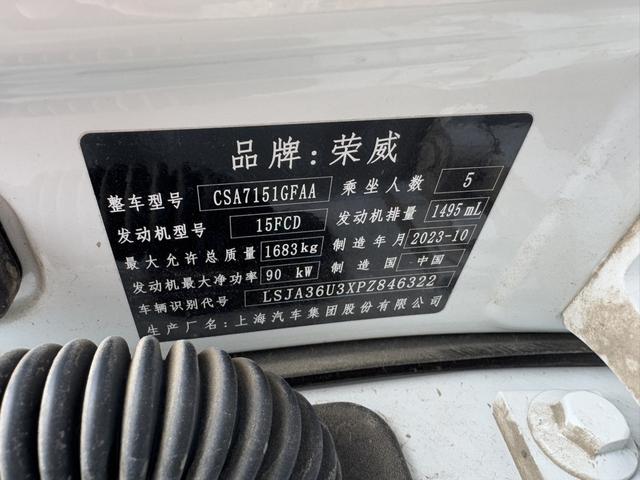 品牌:荣威
整车型号 CSA7151GFAA 乘坐人数 5
发动机型号 15FCD 发动机排量 1495mL
最大允许总质量 1683kg 制造年月 2023-10
发动机最大净功率 90 kW 制造国 中国
车辆识别代号 LSJA36U3XPZ846322
生产厂名:上海汽车集团股份有限公司